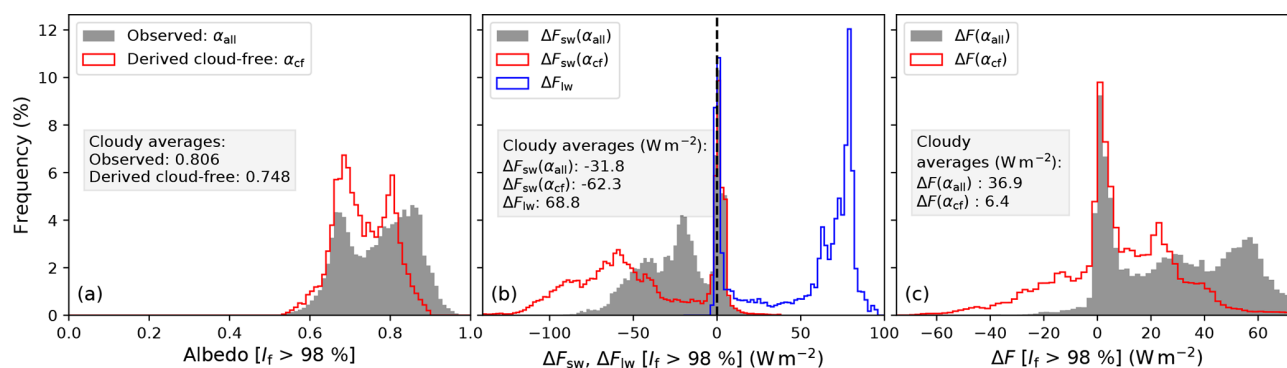 12
10
8
6
4
2
0
Frequency (%)
Observed: α_all
Derived cloud-free: α_cf
Cloudy averages:
Observed: 0.806
Derived cloud-free: 0.748
(a)
0.0 0.2 0.4 0.6 0.8 1.0
Albedo [I_f > 98 %]
ΔF_sw(α_all)
ΔF_sw(α_cf)
ΔF_lw
Cloudy averages (W m⁻²):
ΔF_sw(α_all): -31.8
ΔF_sw(α_cf): -62.3
ΔF_lw: 68.8
(b)
−100 −50 0 50 100
ΔF_sw, ΔF_lw [I_f > 98 %] (W m⁻²)
ΔF(α_all)
ΔF(α_cf)
Cloudy
averages (W m⁻²):
ΔF(α_all) : 36.9
ΔF(α_cf) : 6.4
(c)
−60 −40 −20 0 20 40 60
ΔF [I_f > 98 %] (W m⁻²)